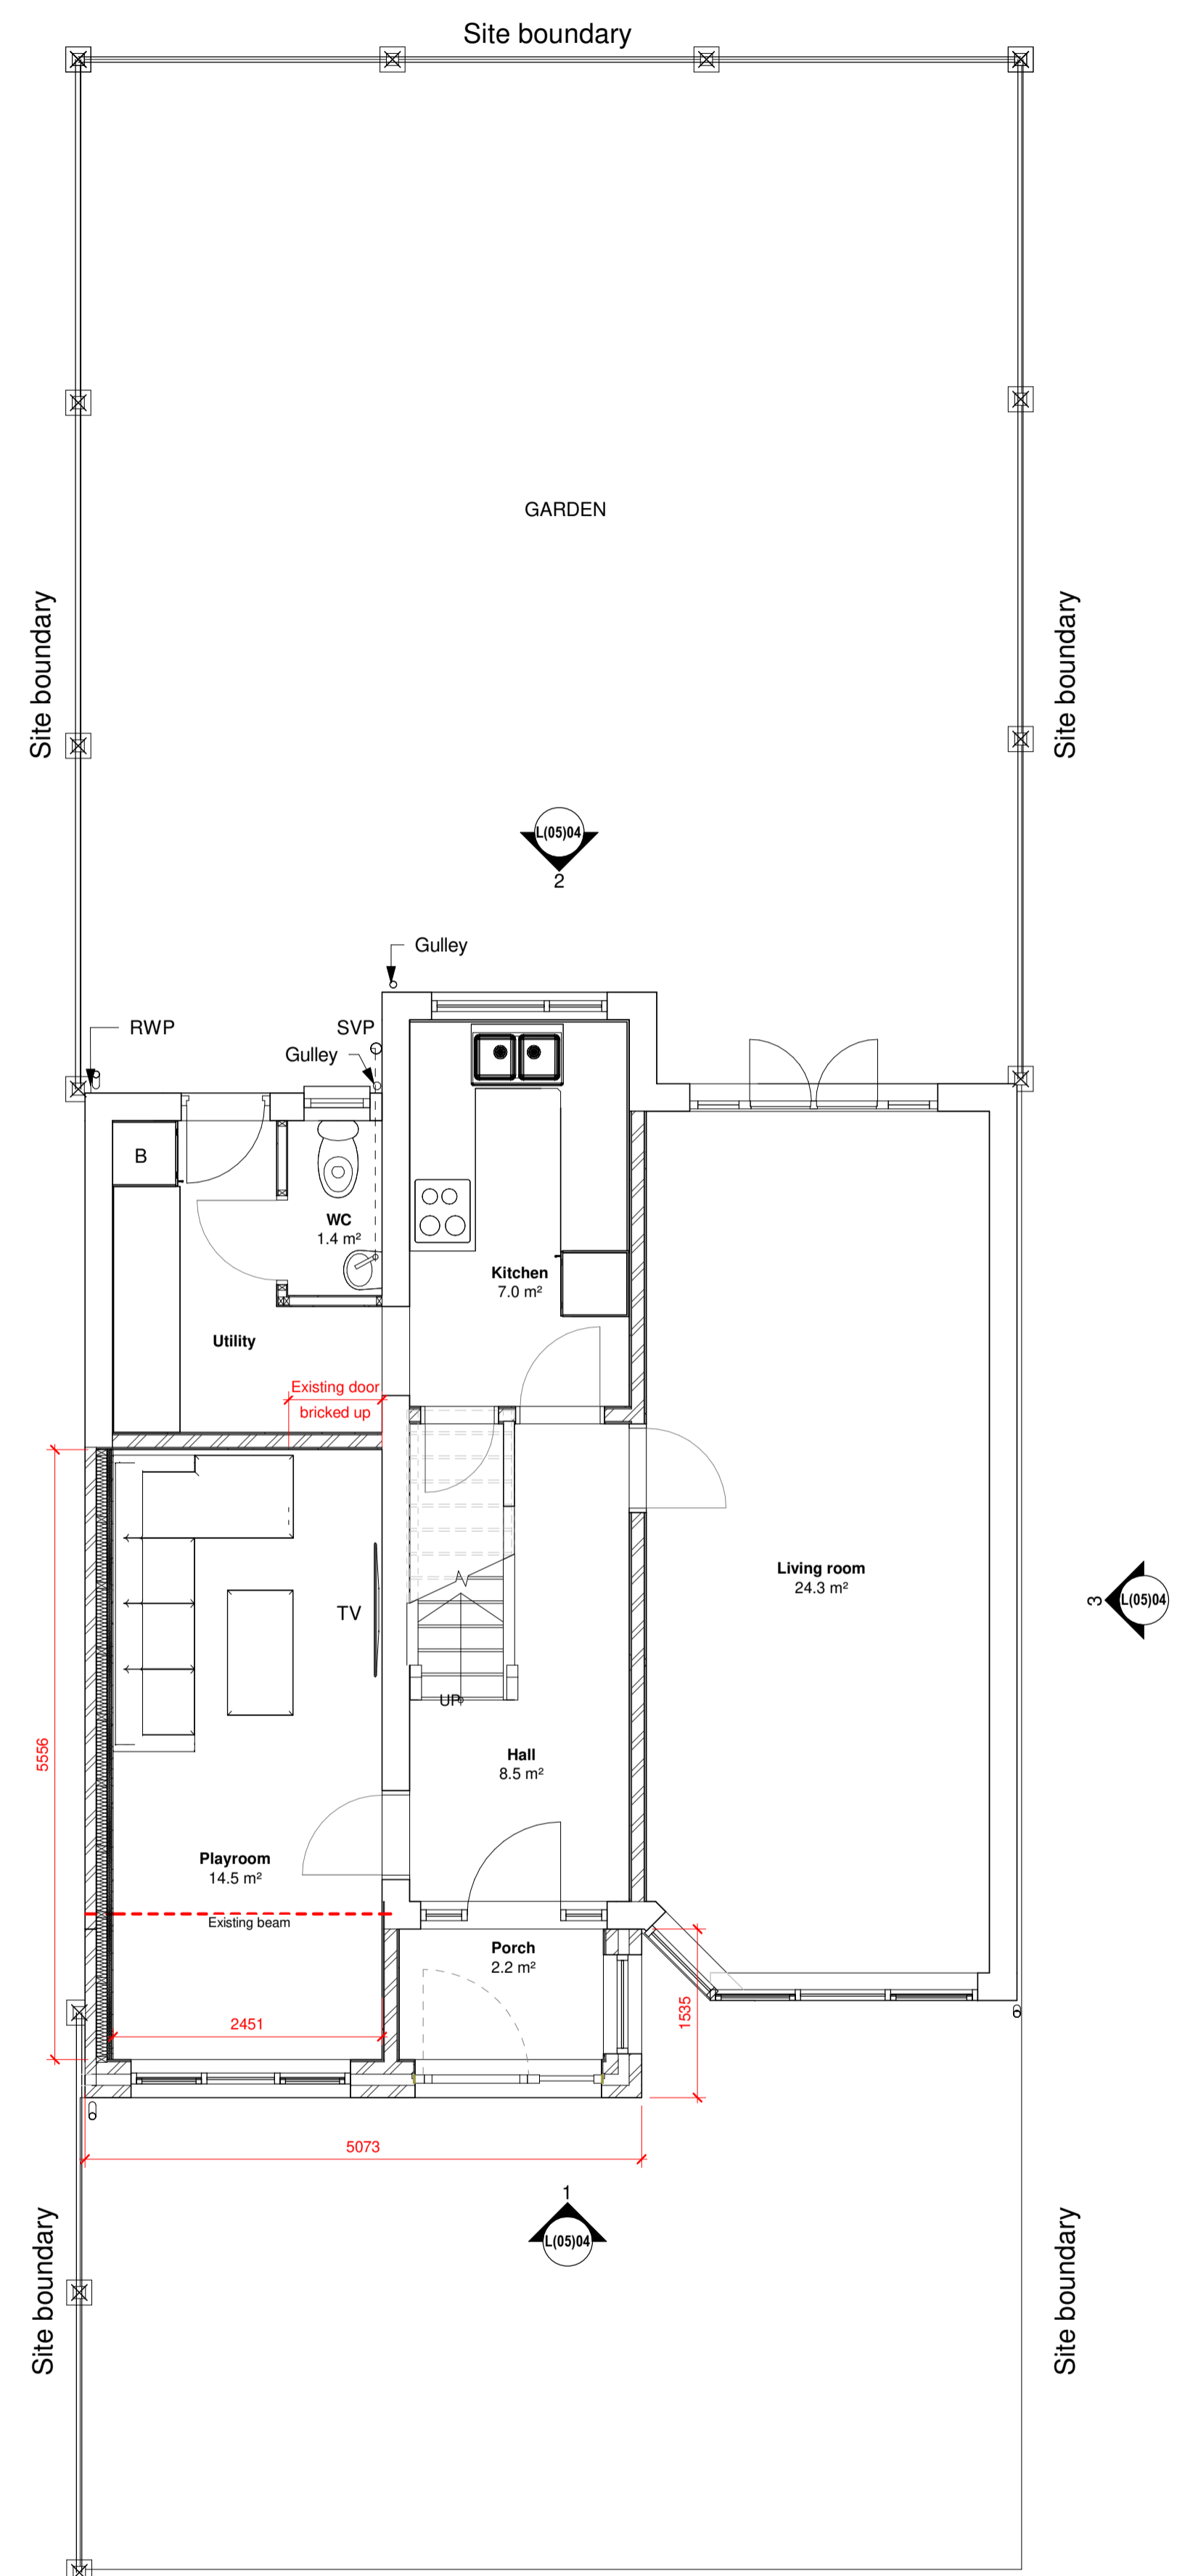 Site boundary
GARDEN
Site boundary
Site boundary
L(05)04
2
Gulley
RWP
SVP
Gulley
B
WC
1.4 m²
Kitchen
7.0 m²
Utility
Existing door
bricked up
Living room
24.3 m²
3
L(05)04
TV
UP
5556
Hall
8.5 m²
Playroom
14.5 m²
Existing beam
Porch
2.2 m²
1535
2451
5073
1
L(05)04
Site boundary
Site boundary